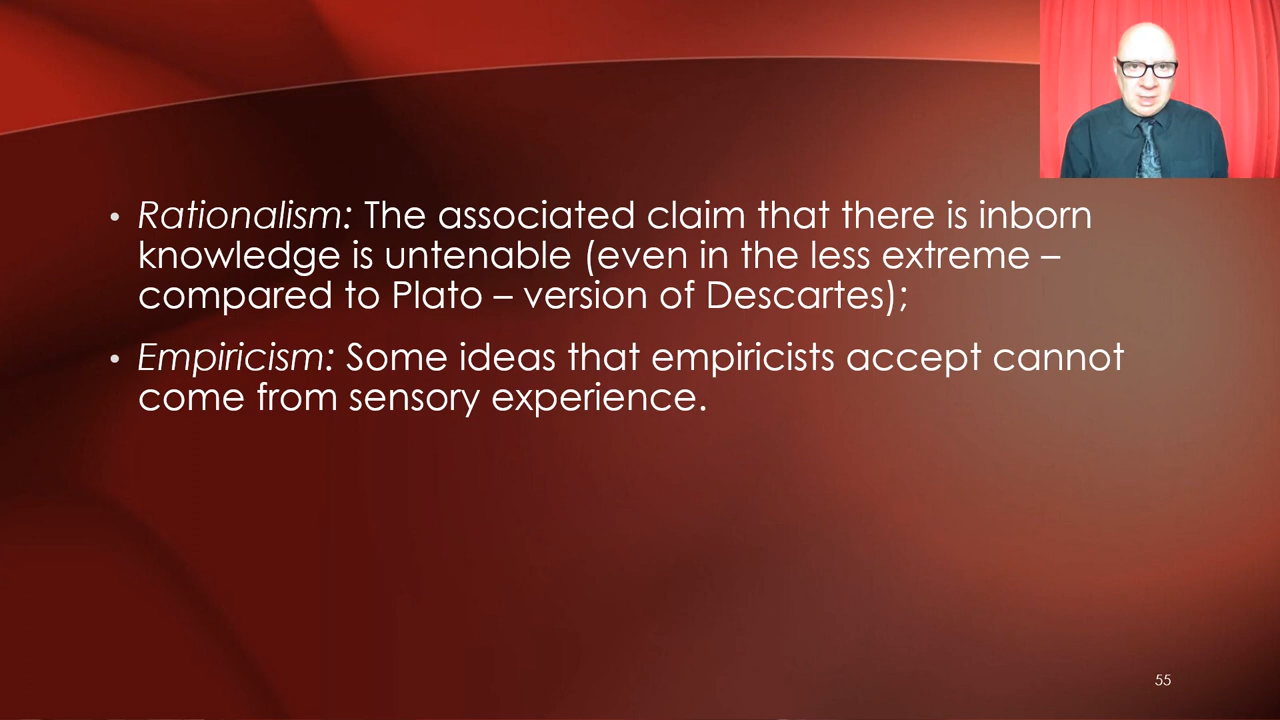 • Rationalism: The associated claim that there is inborn
knowledge is untenable (even in the less extreme –
compared to Plato – version of Descartes);
• Empiricism: Some ideas that empiricists accept cannot
come from sensory experience.
55